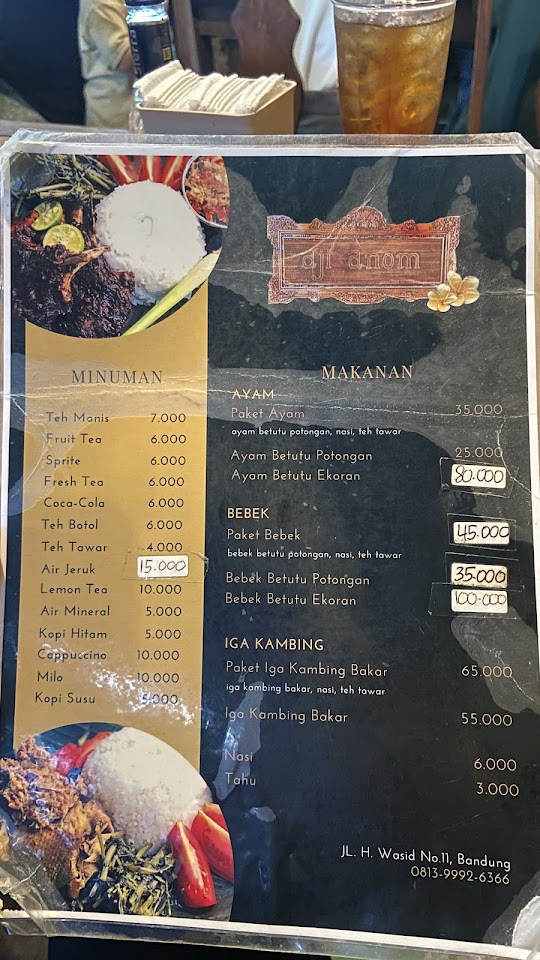 aji anom
MINUMAN
Teh Manis 7.000
Fruit Tea 6.000
Sprite 6.000
Fresh Tea 6.000
Coca-Cola 6.000
Teh Botol 6.000
Teh Tawar 4.000
Air Jeruk 15.000
Lemon Tea 10.000
Air Mineral 5.000
Kopi Hitam 5.000
Cappuccino 10.000
Milo 10.000
Kopi Susu
MAKANAN
AYAM
Paket Ayam 35.000
ayam betutu potongan, nasi, teh tawar
Ayam Betutu Potongan 25.000
Ayam Betutu Ekoran 80.000
BEBEK
Paket Bebek 45.000
bebek betutu potongan, nasi, teh tawar
Bebek Betutu Potongan 35.000
Bebek Betutu Ekoran 100-000
IGA KAMBING
Paket Iga Kambing Bakar 65.000
iga kambing bakar, nasi, teh tawar
Iga Kambing Bakar 55.000
Nasi 6.000
Tahu 3.000
JL. H. Wasid No.11, Bandung
0813-9992-6366